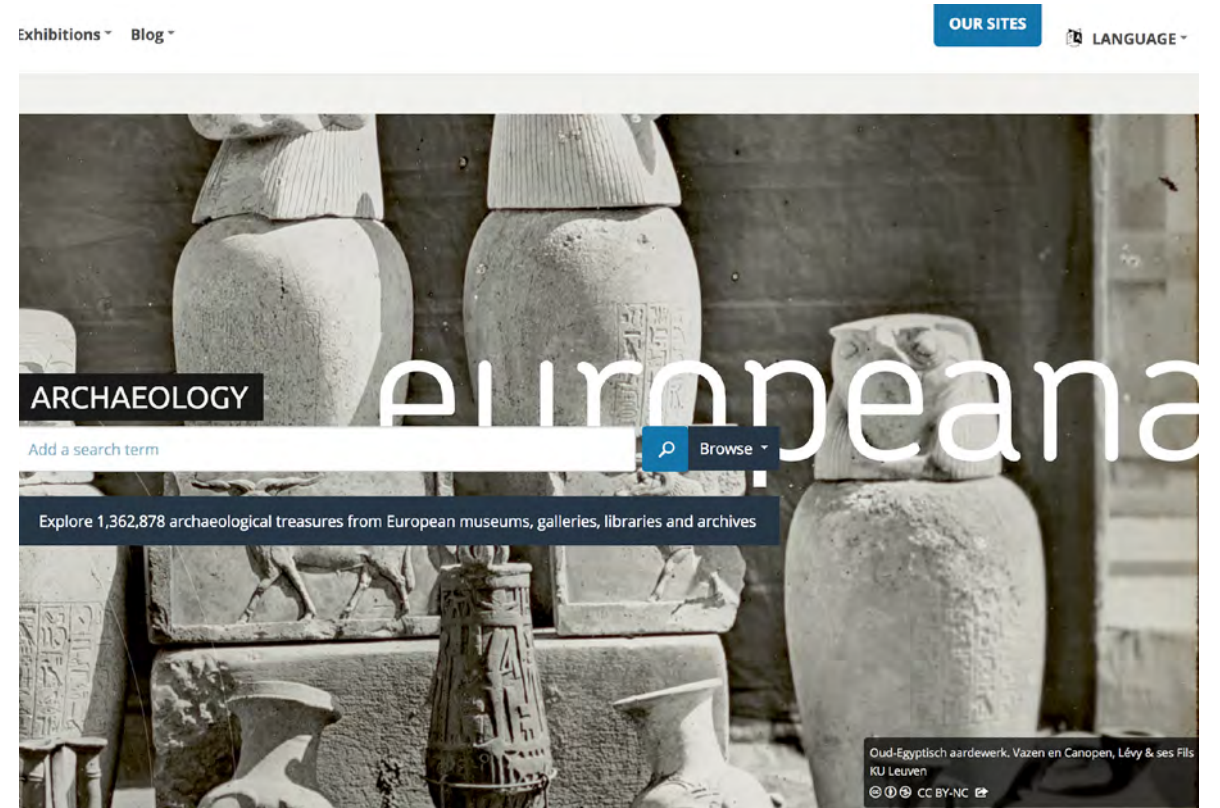 Exhibitions Blog
OUR SITES
LANGUAGE
europeana
ARCHAEOLOGY
Add a search term
Browse
Explore 1,362,878 archaeological treasures from European museums, galleries, libraries and archives
Oud-Egyptisch aardewerk. Vazen en Canopen, Lévy & ses Fils
KU Leuven
CC BY-NC